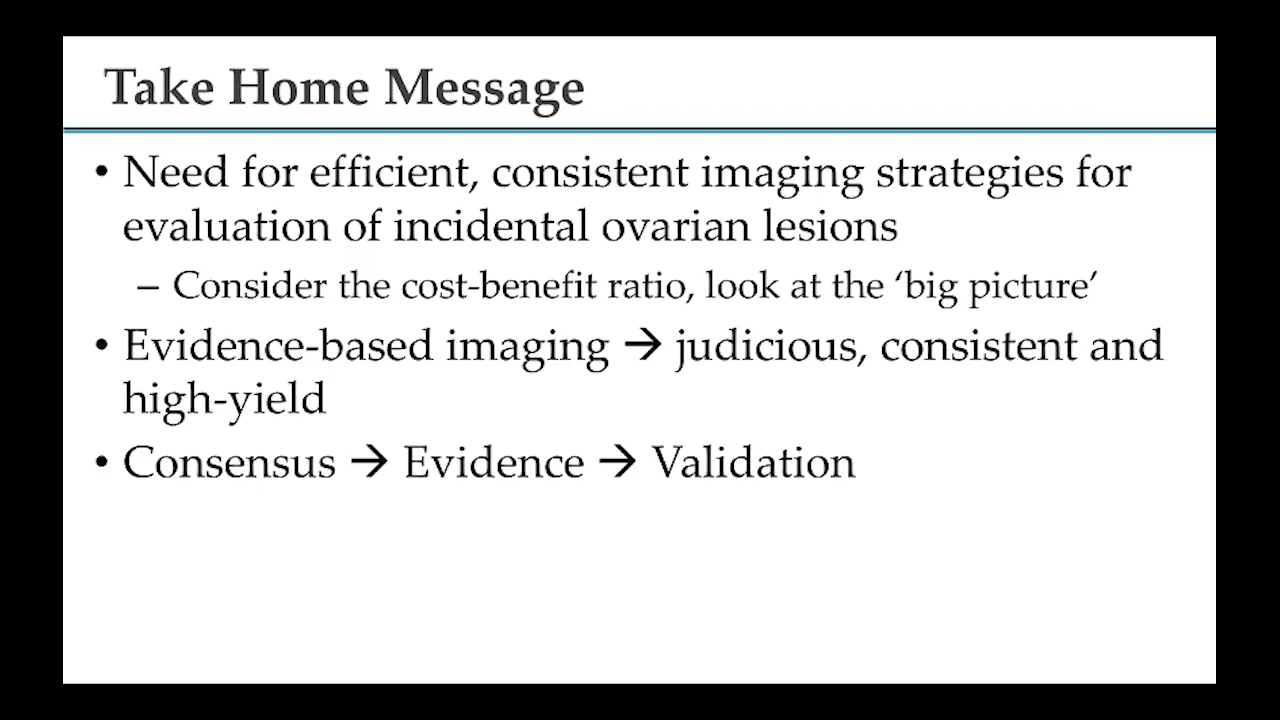 Take Home Message
• Need for efficient, consistent imaging strategies for
evaluation of incidental ovarian lesions
– Consider the cost-benefit ratio, look at the ‘big picture’
• Evidence-based imaging → judicious, consistent and
high-yield
• Consensus → Evidence → Validation